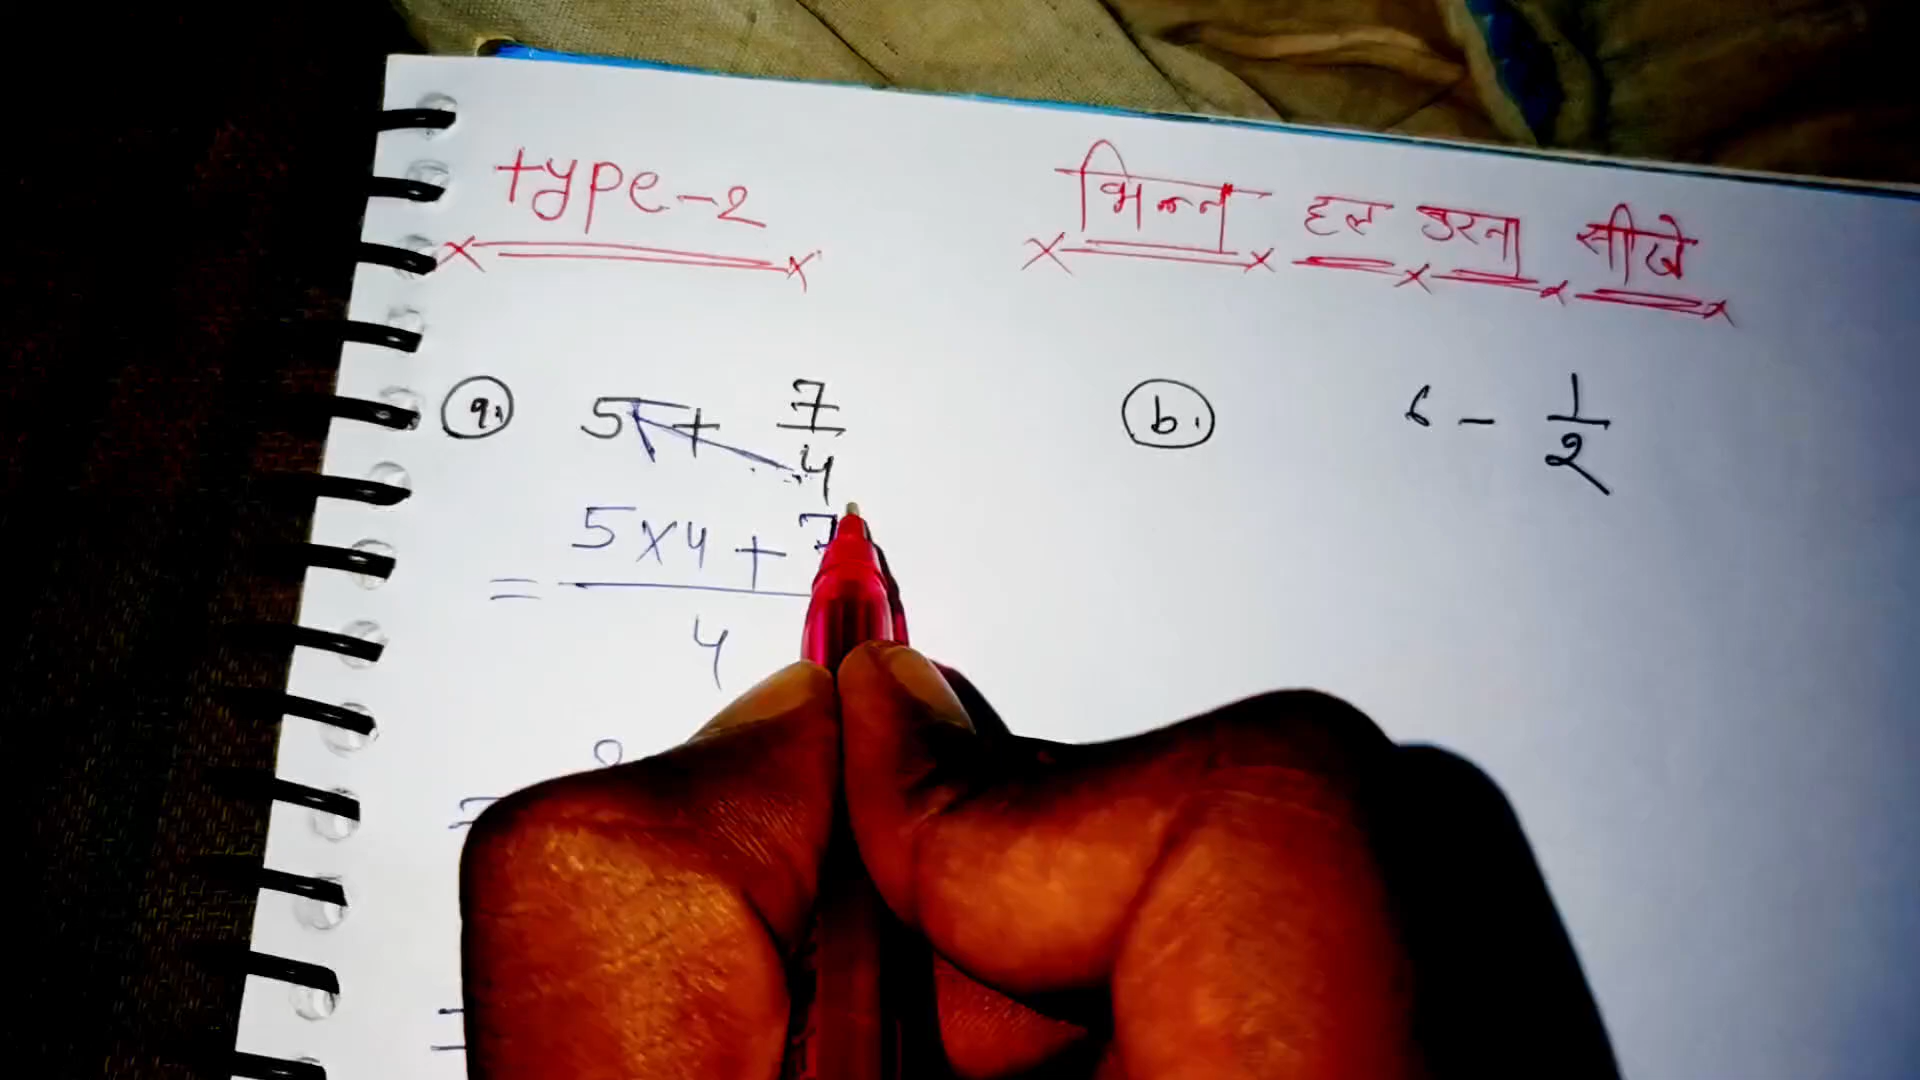 type-2
भिन्न हल करना सीखे
a. 5 + 7/4
= 5×4 + 7 / 4
=
=
b. 6 - 1/2